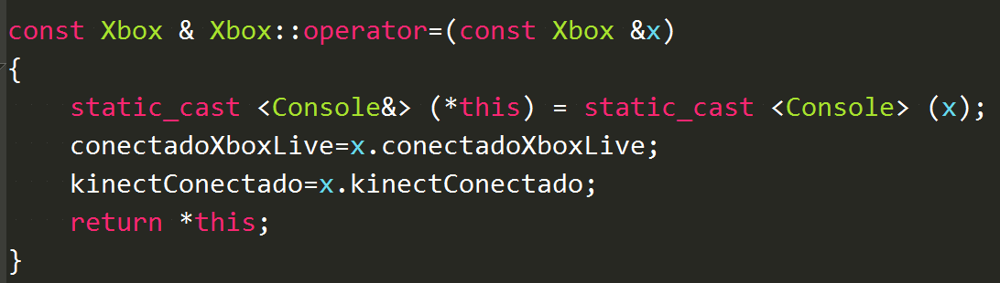 const Xbox & Xbox::operator=(const Xbox &x)
{
    static_cast <Console&> (*this) = static_cast <Console> (x);
    conectadoXboxLive=x.conectadoXboxLive;
    kinectConectado=x.kinectConectado;
    return *this;
}